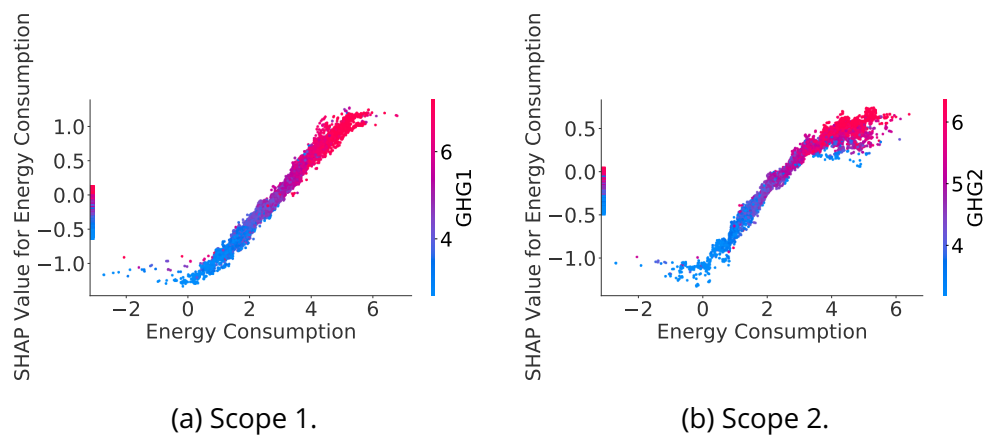 SHAP Value for Energy Consumption
1.0
0.5
0.0
−0.5
−1.0
−2 0 2 4 6
Energy Consumption
6
4
GHG1
(a) Scope 1.
SHAP Value for Energy Consumption
0.5
0.0
−0.5
−1.0
−2 0 2 4 6
Energy Consumption
6
5
4
GHG2
(b) Scope 2.